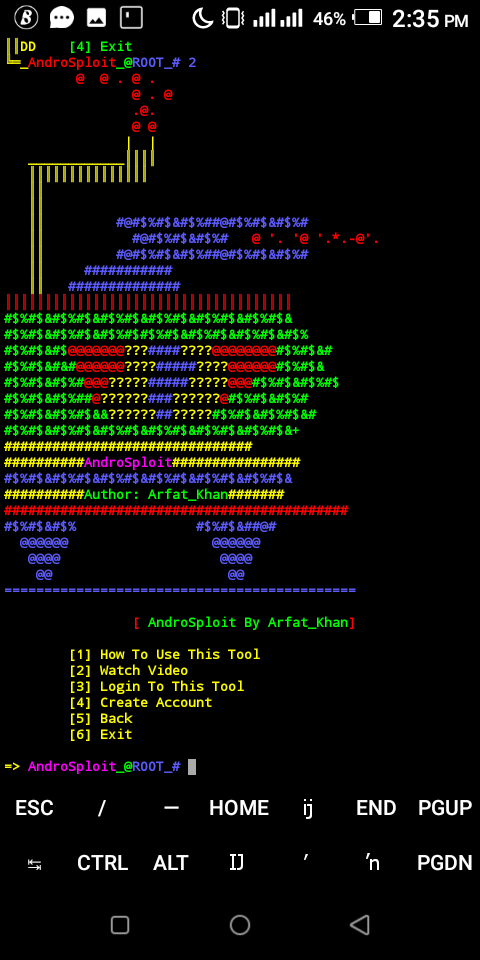 46% 2:35 PM
║║DD [4] Exit
╚═_AndroSploit_@ROOT_# 2
@ @ . @ .
@ . @
.@.
@ @
#@#$%#$&#$%##@#$%#$&#$%#
#@#$%#$&#$%# @ '. '@ '.*.-@'.
#@#$%#$&#$%##@#$%#$&#$%#
###########
##############
#$%#$&#$%#$&#$%#$&#$%#$&#$%#$&#$%#$&
#$%#$&#$%#$&#$%#$#$%#$&#$%#$&#$%#$&#$%
#$%#$&#$@@@@@@@???####????@@@@@@@@#$%#$&#
#$%#$&#&#@@@@@@????#####????@@@@@@#$%#$&
#$%#$&#$%#@@@?????#####?????@@@#$%#$&#$%$
#$%#$&#$%##@??????###??????@#$%#$&#$%#
#$%#$&#$%#$&&??????##?????#$%#$&#$%#$&#
#$%#$&#$%#$&#$%#$&#$%#$&#$%#$&#$%#$&+
###############################
##########AndroSploit################
#$%#$&#$%#$&#$%#$&#$%#$&#$%#$&#$%#$&
##########Author: Arfat_Khan#######
###########################################
#$%#$&#$% #$%#$&##@#
@@@@@@ @@@@@@
@@@@ @@@@
@@ @@
============================================
[ AndroSploit By Arfat_Khan]
[1] How To Use This Tool
[2] Watch Video
[3] Login To This Tool
[4] Create Account
[5] Back
[6] Exit
=> AndroSploit_@ROOT_#
ESC / — HOME ĳ END PGUP
↹ CTRL ALT Ĳ ′ ŉ PGDN